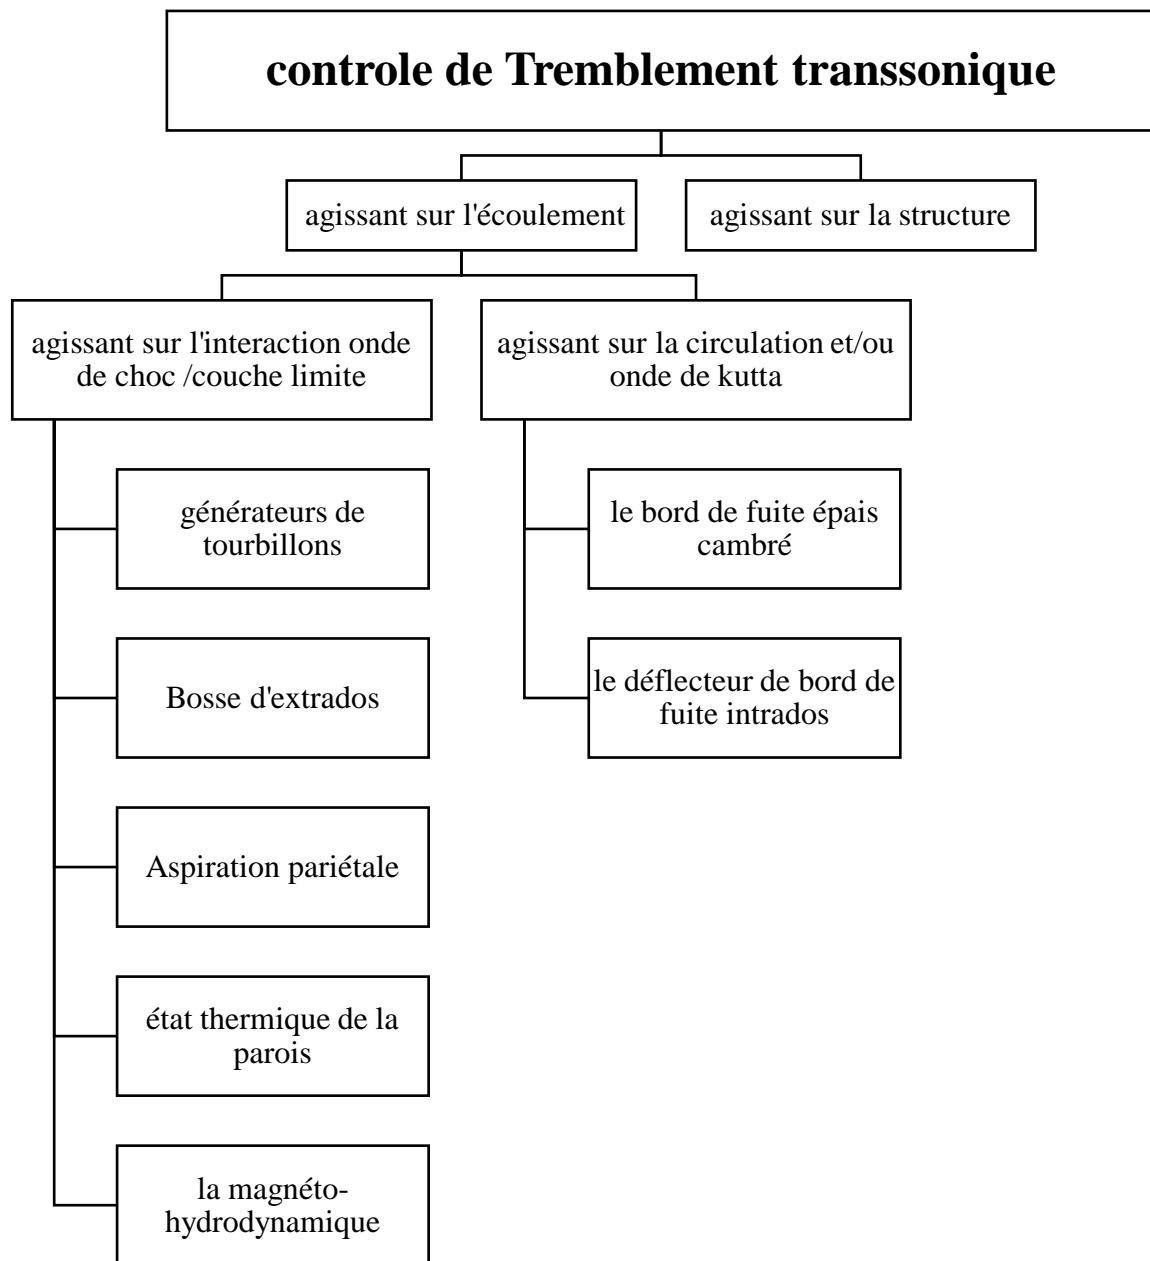 controle de Tremblement transsonique
agissant sur l'écoulement
agissant sur la structure
agissant sur l'interaction onde
de choc /couche limite
agissant sur la circulation et/ou
onde de kutta
générateurs de
tourbillons
Bosse d'extrados
Aspiration pariétale
état thermique de la
parois
la magnéto-
hydrodynamique
le bord de fuite épais
cambré
le déflecteur de bord de
fuite intrados